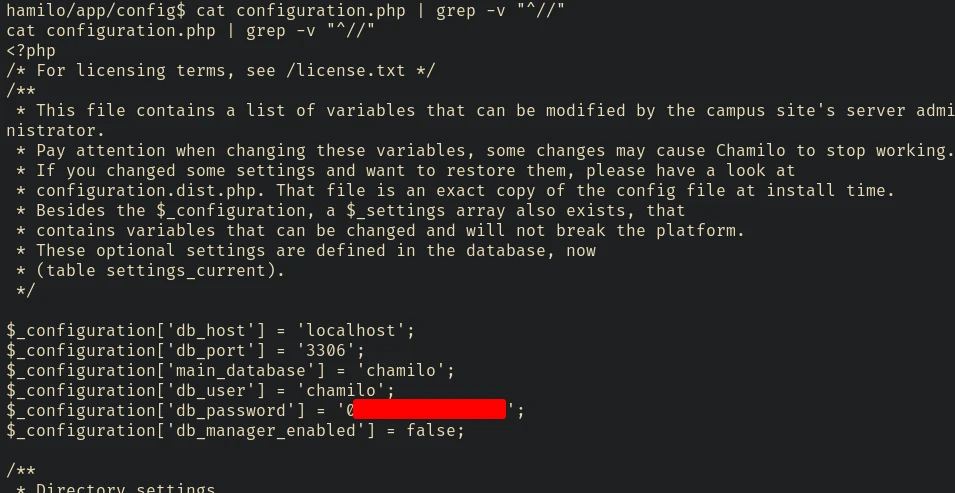 hamilo/app/config$ cat configuration.php | grep -v "^//"
cat configuration.php | grep -v "^//"
<?php
/* For licensing terms, see /license.txt */
/**
 * This file contains a list of variables that can be modified by the campus site's server admi
nistrator.
 * Pay attention when changing these variables, some changes may cause Chamilo to stop working.
 * If you changed some settings and want to restore them, please have a look at
 * configuration.dist.php. That file is an exact copy of the config file at install time.
 * Besides the $_configuration, a $_settings array also exists, that
 * contains variables that can be changed and will not break the platform.
 * These optional settings are defined in the database, now
 * (table settings_current).
 */
$_configuration['db_host'] = 'localhost';
$_configuration['db_port'] = '3306';
$_configuration['main_database'] = 'chamilo';
$_configuration['db_user'] = 'chamilo';
$_configuration['db_password'] = ' ';
$_configuration['db_manager_enabled'] = false;
/**
 * Directory settings